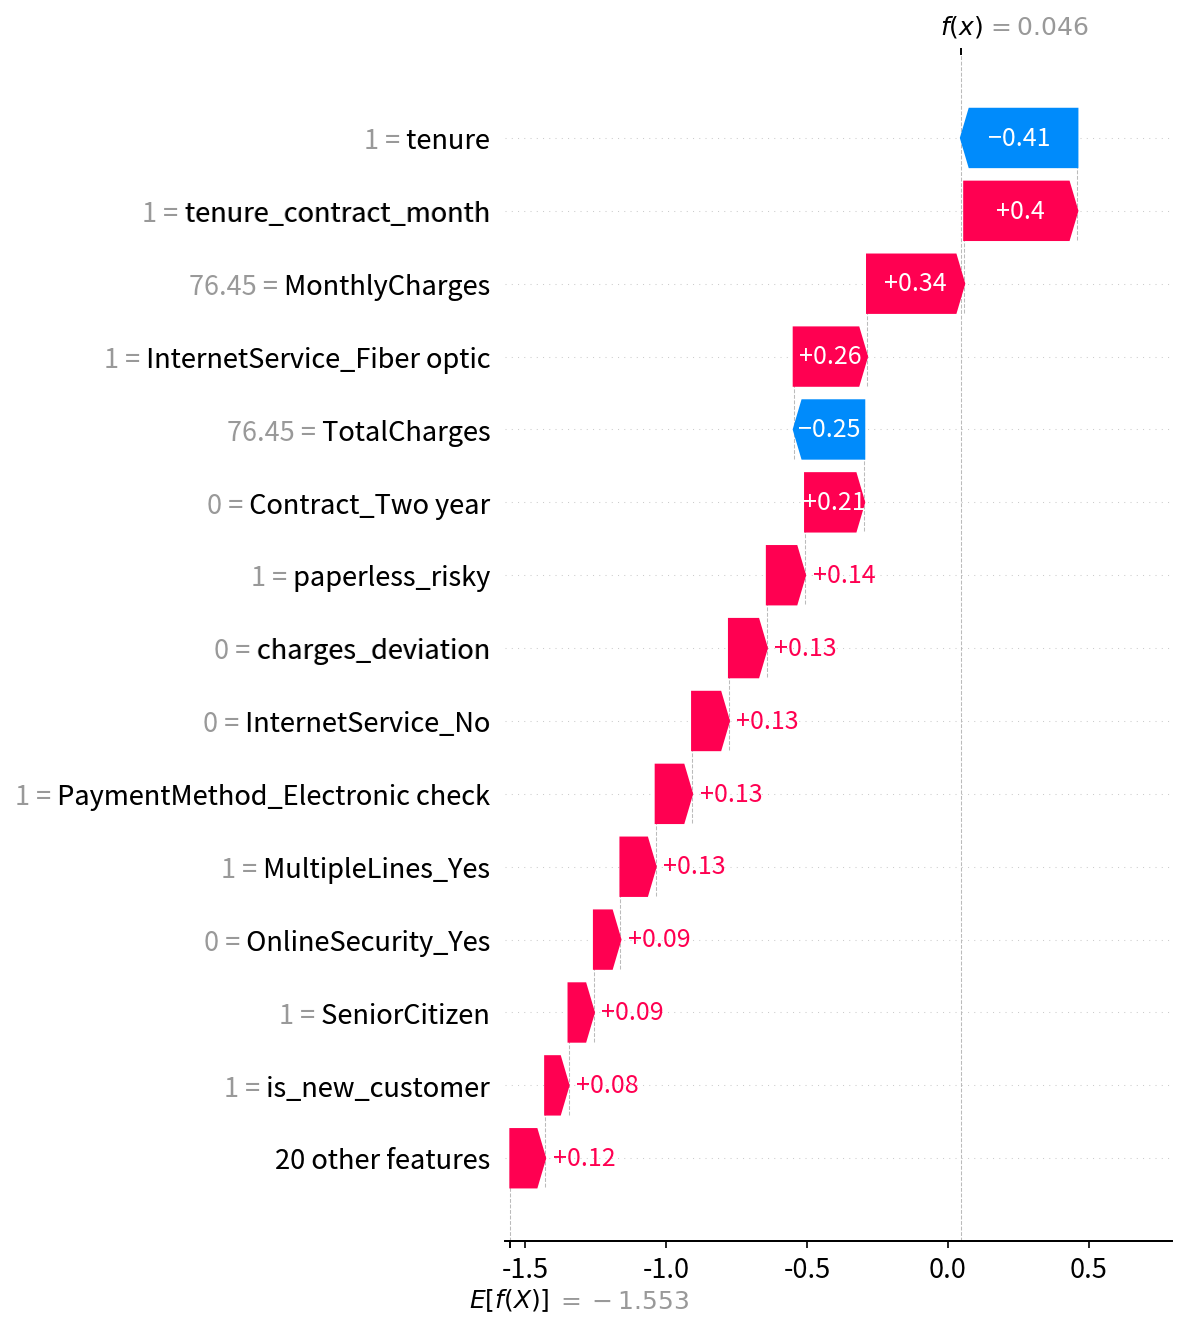 f(x) = 0.046
1 = tenure −0.41
1 = tenure_contract_month +0.4
76.45 = MonthlyCharges +0.34
1 = InternetService_Fiber optic +0.26
76.45 = TotalCharges −0.25
0 = Contract_Two year +0.21
1 = paperless_risky +0.14
0 = charges_deviation +0.13
0 = InternetService_No +0.13
1 = PaymentMethod_Electronic check +0.13
1 = MultipleLines_Yes +0.13
0 = OnlineSecurity_Yes +0.09
1 = SeniorCitizen +0.09
1 = is_new_customer +0.08
20 other features +0.12
-1.5 -1.0 -0.5 0.0 0.5
E[f(X)] = −1.553